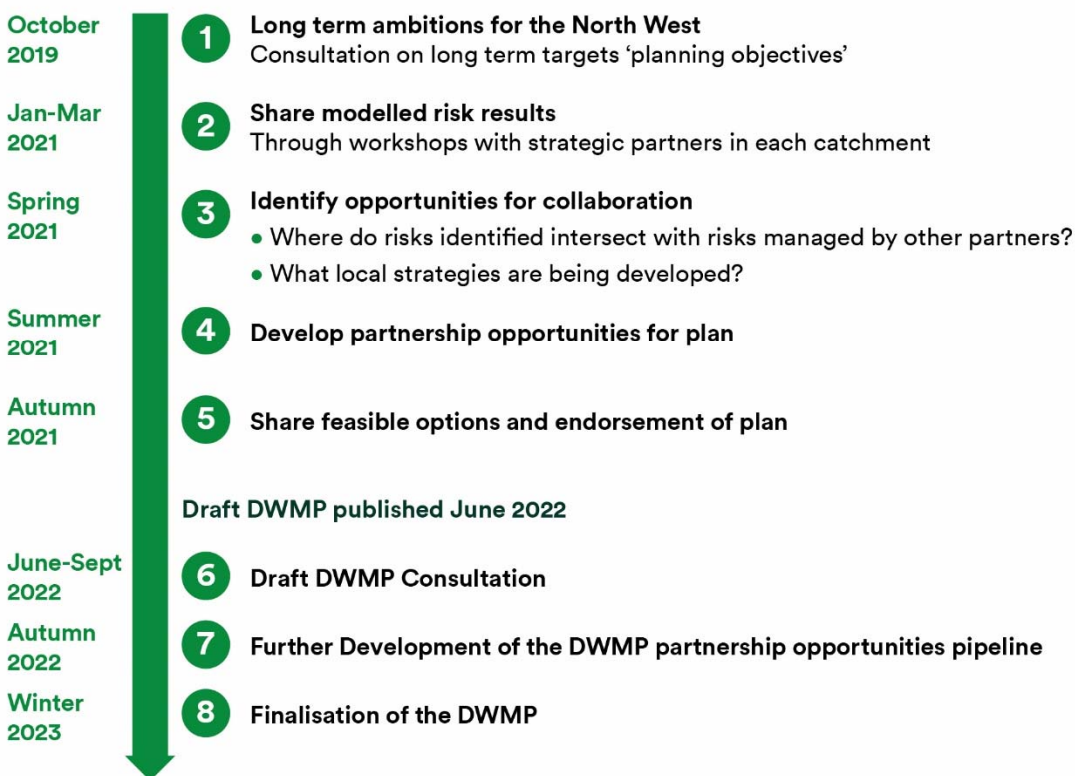 October
2019
1
Long term ambitions for the North West
Consultation on long term targets ‘planning objectives’
Jan-Mar
2021
2
Share modelled risk results
Through workshops with strategic partners in each catchment
Spring
2021
3
Identify opportunities for collaboration
• Where do risks identified intersect with risks managed by other partners?
• What local strategies are being developed?
Summer
2021
4
Develop partnership opportunities for plan
Autumn
2021
5
Share feasible options and endorsement of plan
Draft DWMP published June 2022
June-Sept
2022
6
Draft DWMP Consultation
Autumn
2022
7
Further Development of the DWMP partnership opportunities pipeline
Winter
2023
8
Finalisation of the DWMP